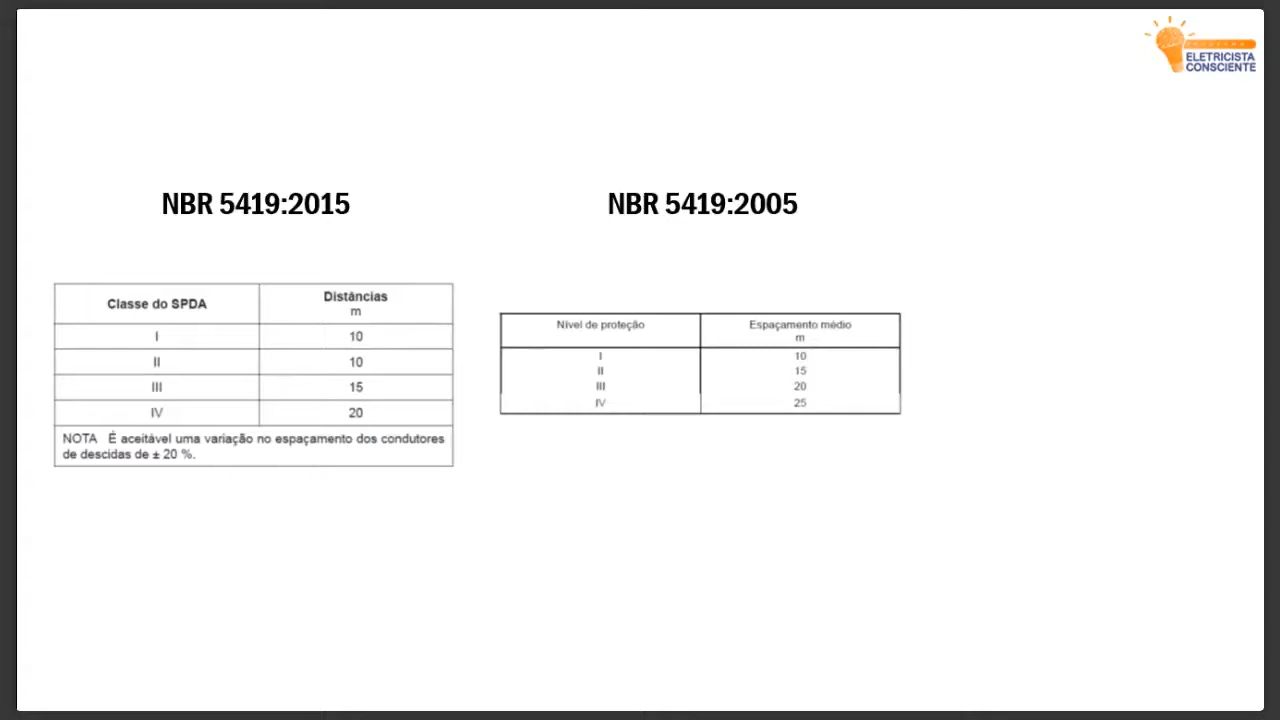 ELETRICISTA
CONSCIENTE
NBR 5419:2015
NBR 5419:2005
Classe do SPDA Distâncias
m
I 10
II 10
III 15
IV 20
NOTA É aceitável uma variação no espaçamento dos condutores
de descidas de ± 20 %.
Nível de proteção Espaçamento médio
m
I 10
II 15
III 20
IV 25